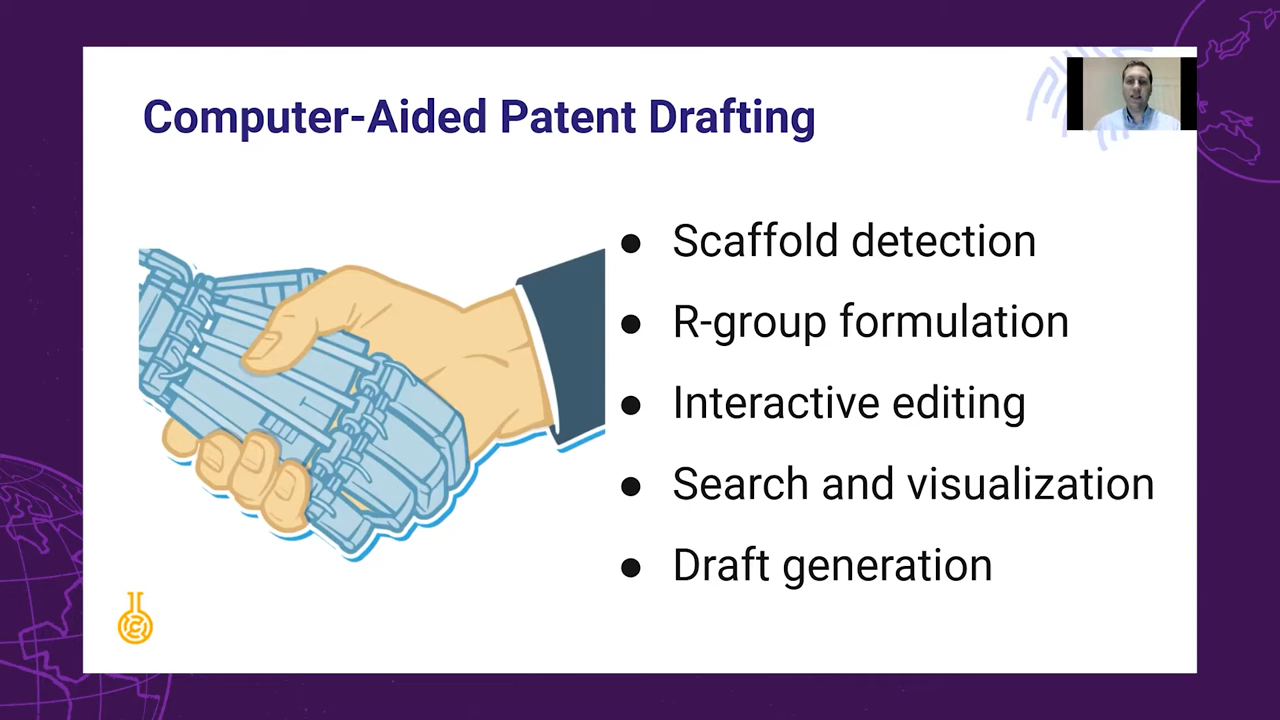 Computer-Aided Patent Drafting
● Scaffold detection
● R-group formulation
● Interactive editing
● Search and visualization
● Draft generation